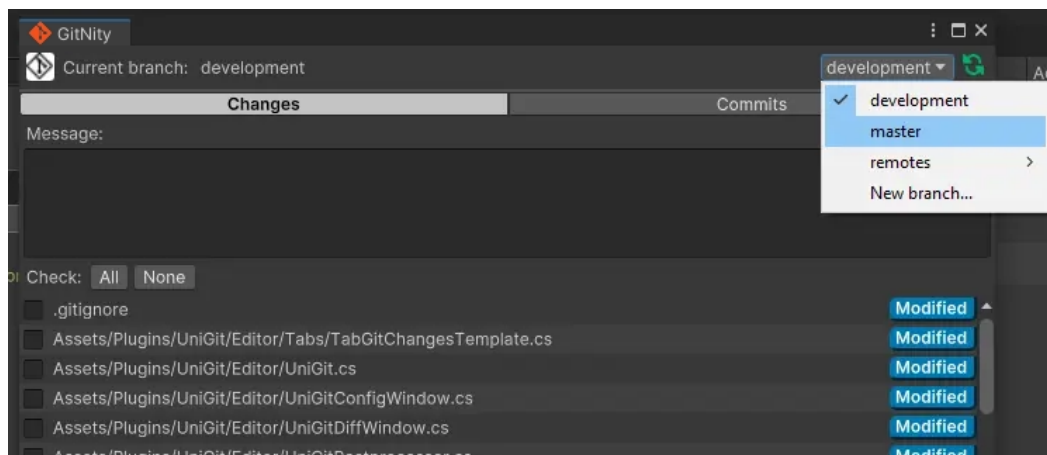 GitNity
Current branch: development
development
Changes
Commits
development
master
remotes
New branch...
Message:
Check: All None
.gitignore Modified
Assets/Plugins/UniGit/Editor/Tabs/TabGitChangesTemplate.cs Modified
Assets/Plugins/UniGit/Editor/UniGit.cs Modified
Assets/Plugins/UniGit/Editor/UniGitConfigWindow.cs Modified
Assets/Plugins/UniGit/Editor/UniGitDiffWindow.cs Modified